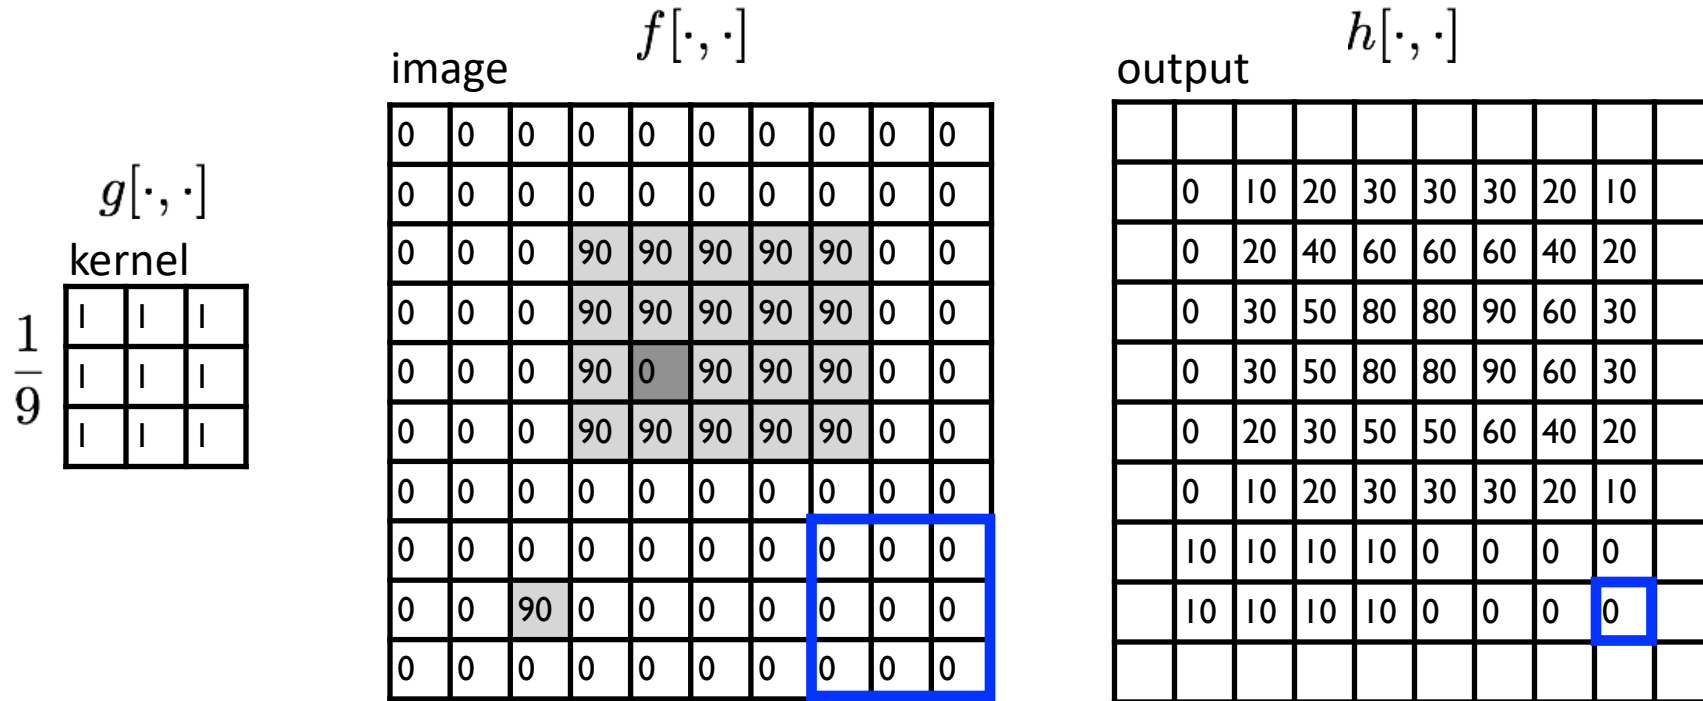 f[·, ·]
h[·, ·]
image
output
g[·, ·]
kernel
1/9
1 1 1
1 1 1
1 1 1
0 0 0 0 0 0 0 0 0 0
0 0 0 0 0 0 0 0 0 0
0 0 0 90 90 90 90 90 0 0
0 0 0 90 90 90 90 90 0 0
0 0 0 90 0 90 90 90 0 0
0 0 0 90 90 90 90 90 0 0
0 0 0 0 0 0 0 0 0 0
0 0 0 0 0 0 0 0 0 0
0 0 90 0 0 0 0 0 0 0
0 0 0 0 0 0 0 0 0 0
0 10 20 30 30 30 20 10
0 20 40 60 60 60 40 20
0 30 50 80 80 90 60 30
0 30 50 80 80 90 60 30
0 20 30 50 50 60 40 20
0 10 20 30 30 30 20 10
10 10 10 10 0 0 0 0
10 10 10 10 0 0 0 0